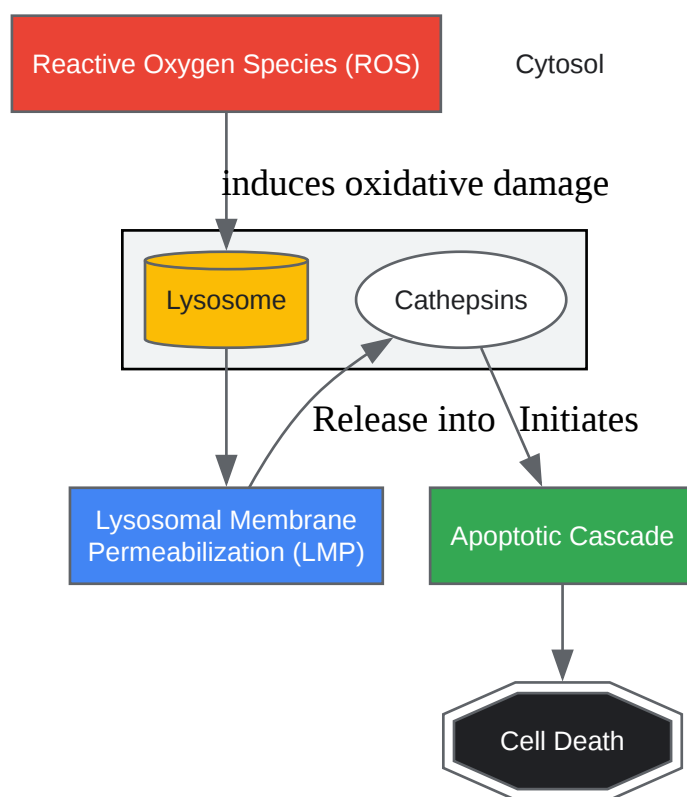 Reactive Oxygen Species (ROS)
Cytosol
induces oxidative damage
Lysosome
Cathepsins
Release into
Initiates
Lysosomal Membrane
Permeabilization (LMP)
Apoptotic Cascade
Cell Death